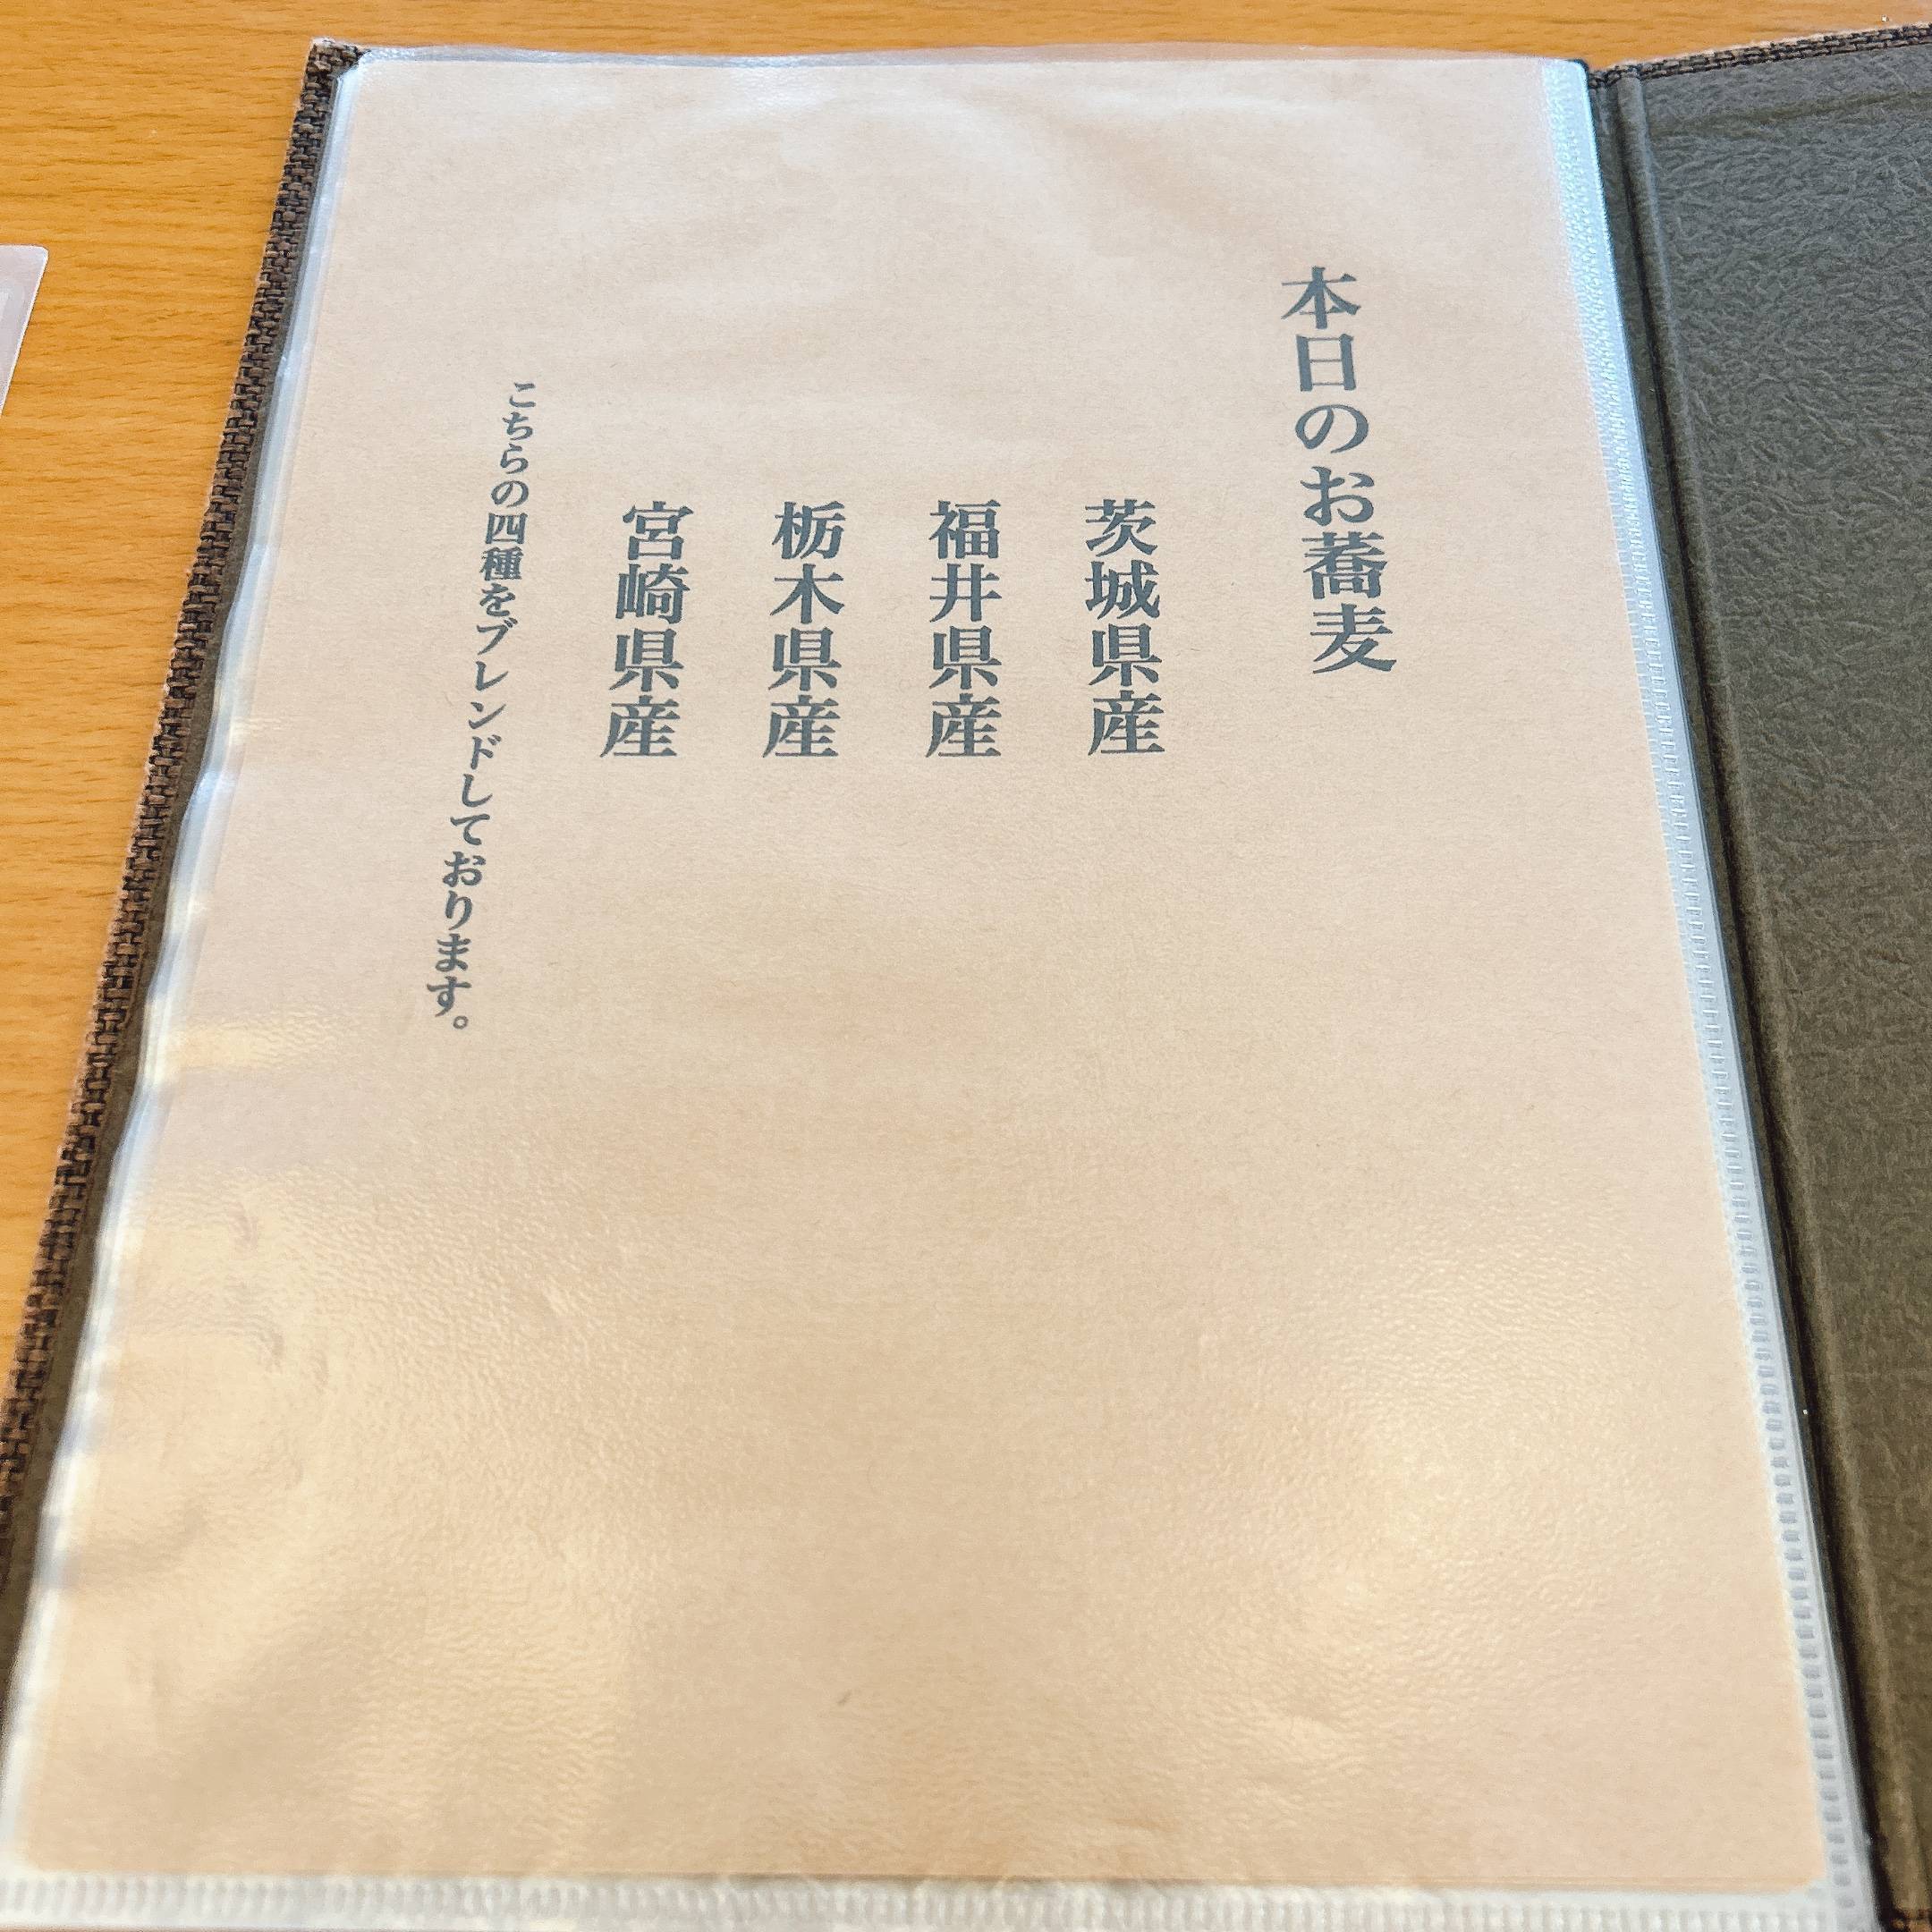 本日のお蕎麦
茨城県産
福井県産
栃木県産
宮崎県産
こちらの四種をブレンドしております。